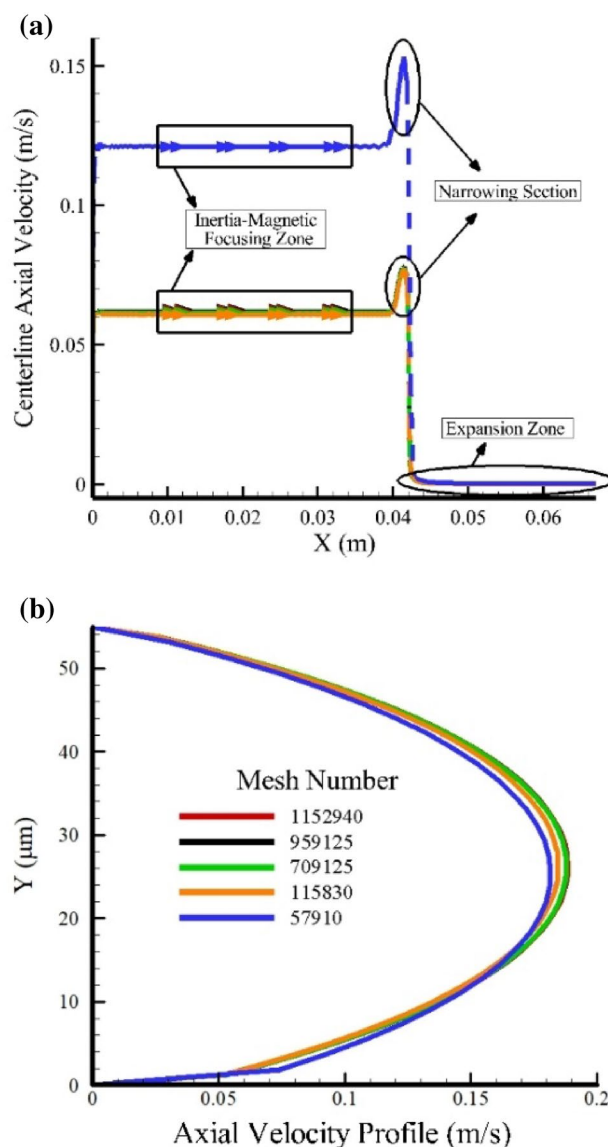 (a)
0.15
0.1
0.05
0
Centerline Axial Velocity (m/s)
Inertia-Magnetic
Focusing Zone
Narrowing Section
Expansion Zone
0 0.01 0.02 0.03 0.04 0.05 0.06
X (m)
(b)
50
40
30
20
10
0
Y (μm)
Mesh Number
1152940
959125
709125
115830
57910
0 0.05 0.1 0.15 0.2
Axial Velocity Profile (m/s)